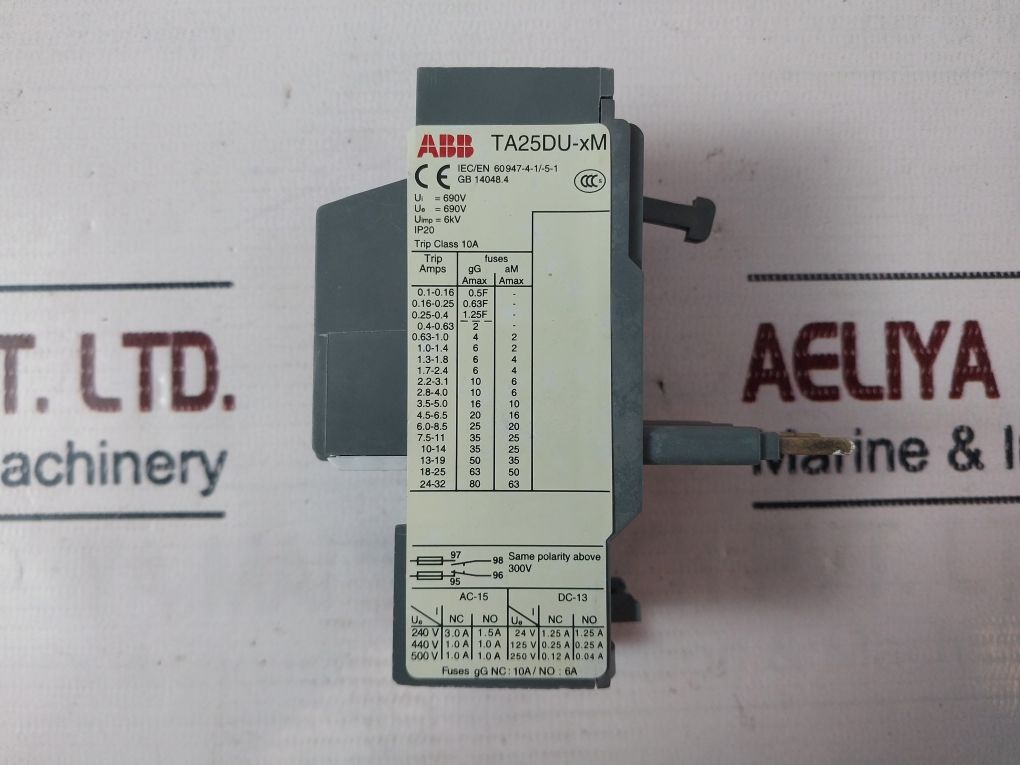 ABB TA25DU-xM
CE IEC/EN 60947-4-1/-5-1
GB 14048.4
CCC S
Ui = 690V
Ue = 690V
Uimp = 6kV
IP20
Trip Class 10A
Trip Amps fuses
gG Amax aM Amax
0.1-0.16 0.5F -
0.16-0.25 0.63F -
0.25-0.4 1.25F -
0.4-0.63 2 -
0.63-1.0 4 2
1.0-1.4 6 2
1.3-1.8 6 4
1.7-2.4 6 4
2.2-3.1 10 6
2.8-4.0 10 6
3.5-5.0 16 10
4.5-6.5 20 16
6.0-8.5 25 20
7.5-11 35 25
10-14 35 25
13-19 50 35
18-25 63 50
24-32 80 63
97 98 Same polarity above
95 96 300V
AC-15 DC-13
Ue I NC NO Ue I NC NO
240 V 3.0 A 1.5 A 24 V 1.25 A 1.25 A
440 V 1.0 A 1.0 A 125 V 0.25 A 0.25 A
500 V 1.0 A 1.0 A 250 V 0.12 A 0.04 A
Fuses gG NC : 10A / NO : 6A
T. LTD.
achinery
AELIYA
Marine & I